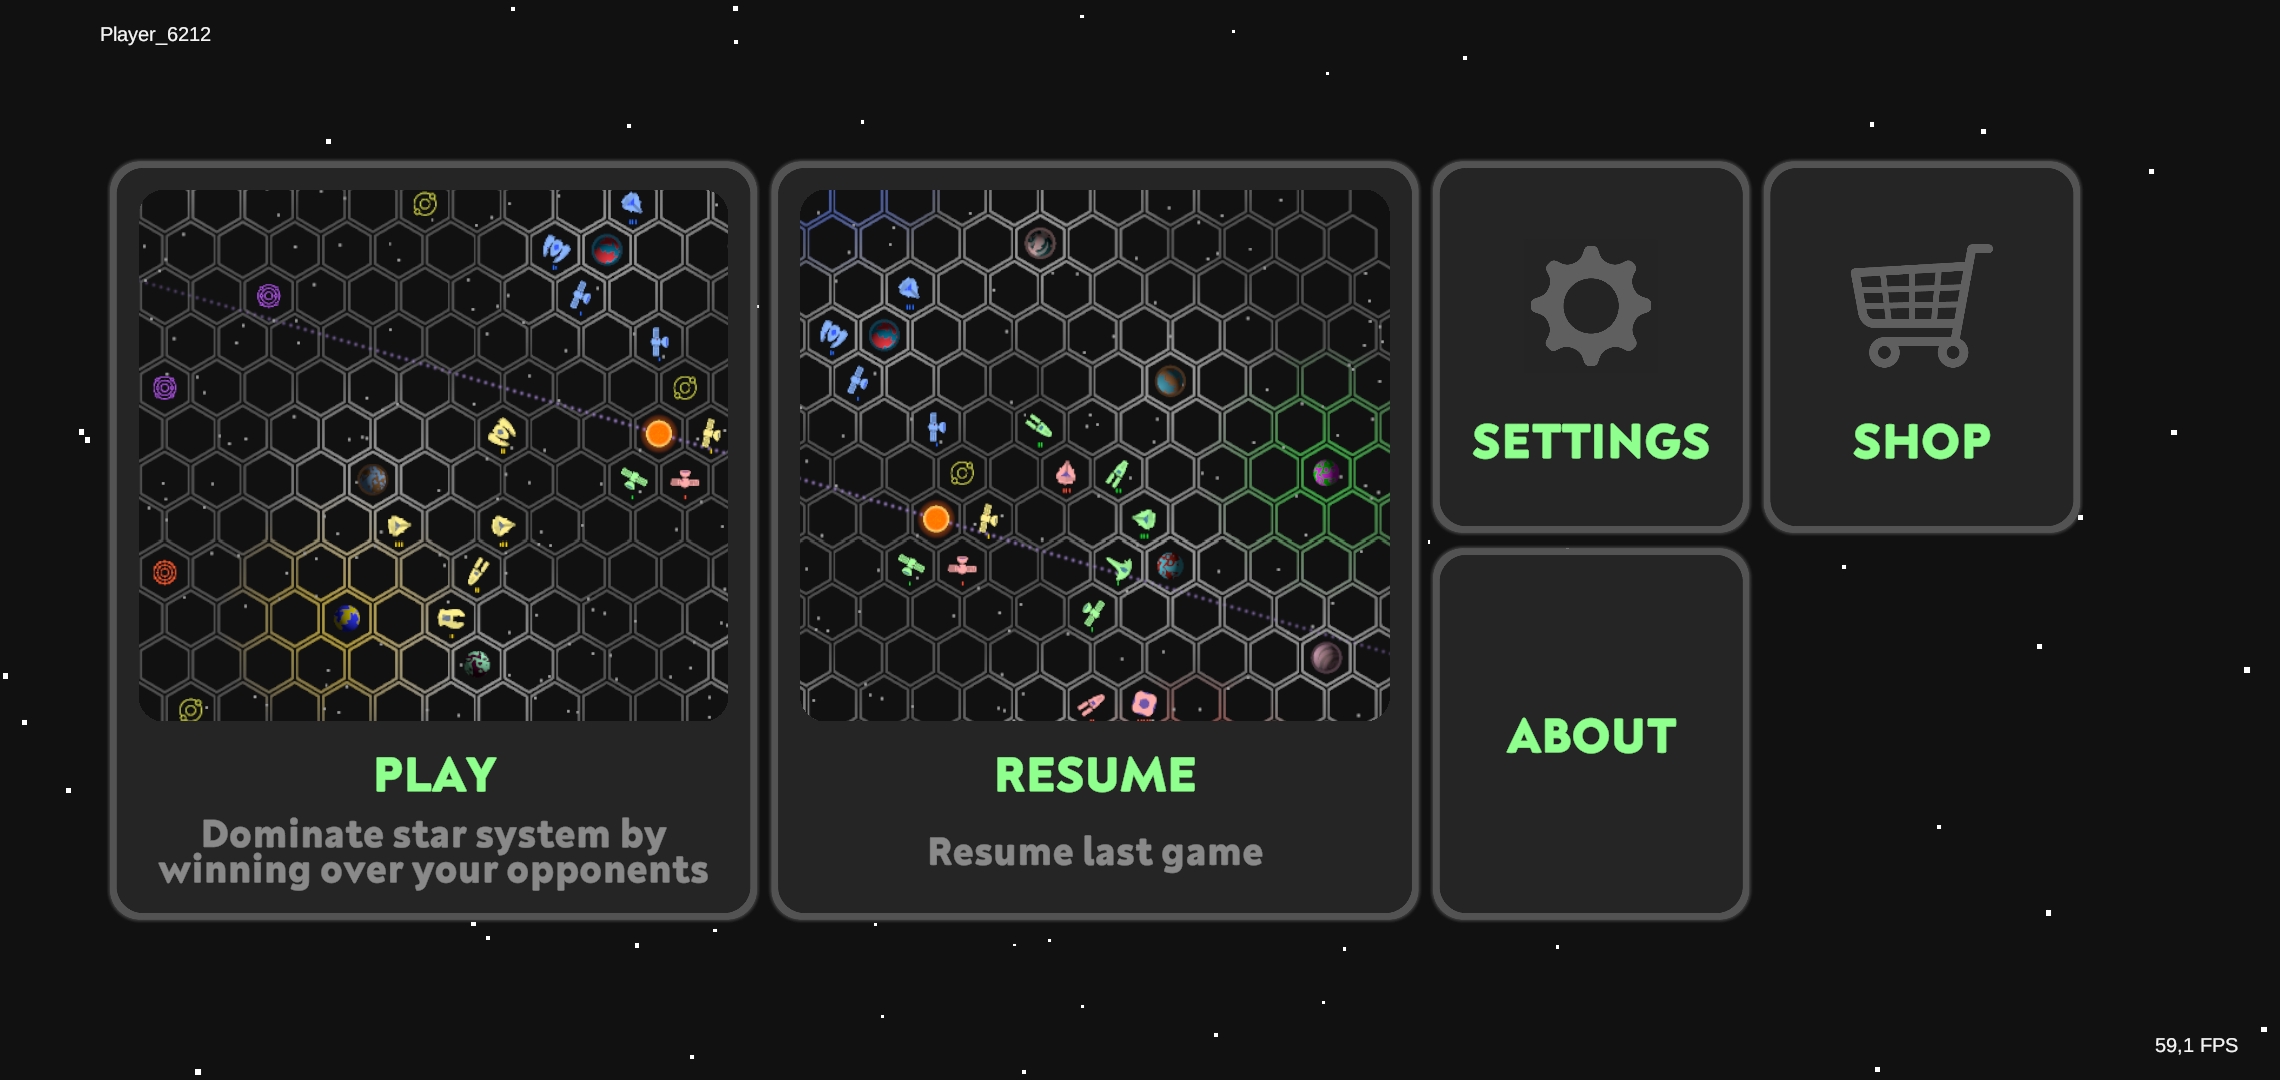 Player_6212
PLAY
Dominate star system by
winning over your opponents
RESUME
Resume last game
SETTINGS
SHOP
ABOUT
59,1 FPS